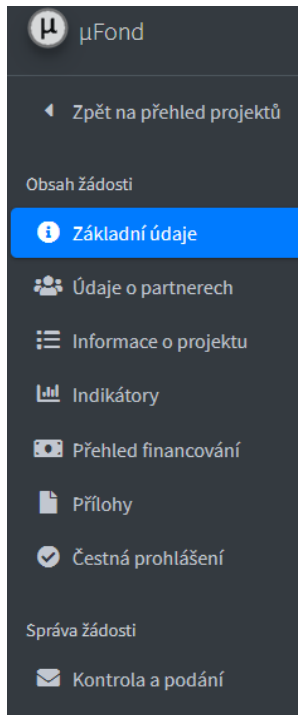 µ µFond
Zpět na přehled projektů
Obsah žádosti
Základní údaje
Údaje o partnerech
Informace o projektu
Indikátory
Přehled financování
Přílohy
Čestná prohlášení
Správa žádosti
Kontrola a podání